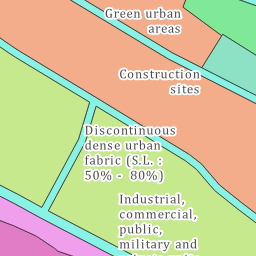 Green urban
areas
Construction
sites
Discontinuous
dense urban
fabric (S.L. :
50% -  80%)
Industrial,
commercial,
public,
military and